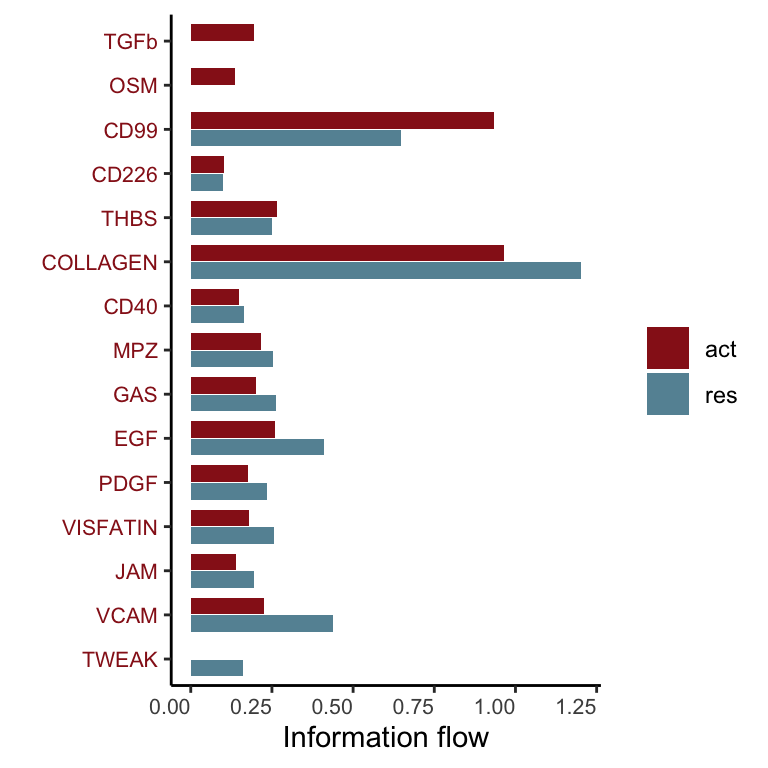 TGFb
OSM
CD99
CD226
THBS
COLLAGEN
CD40
MPZ
GAS
EGF
PDGF
VISFATIN
JAM
VCAM
TWEAK
0.00 0.25 0.50 0.75 1.00 1.25
Information flow
act
res